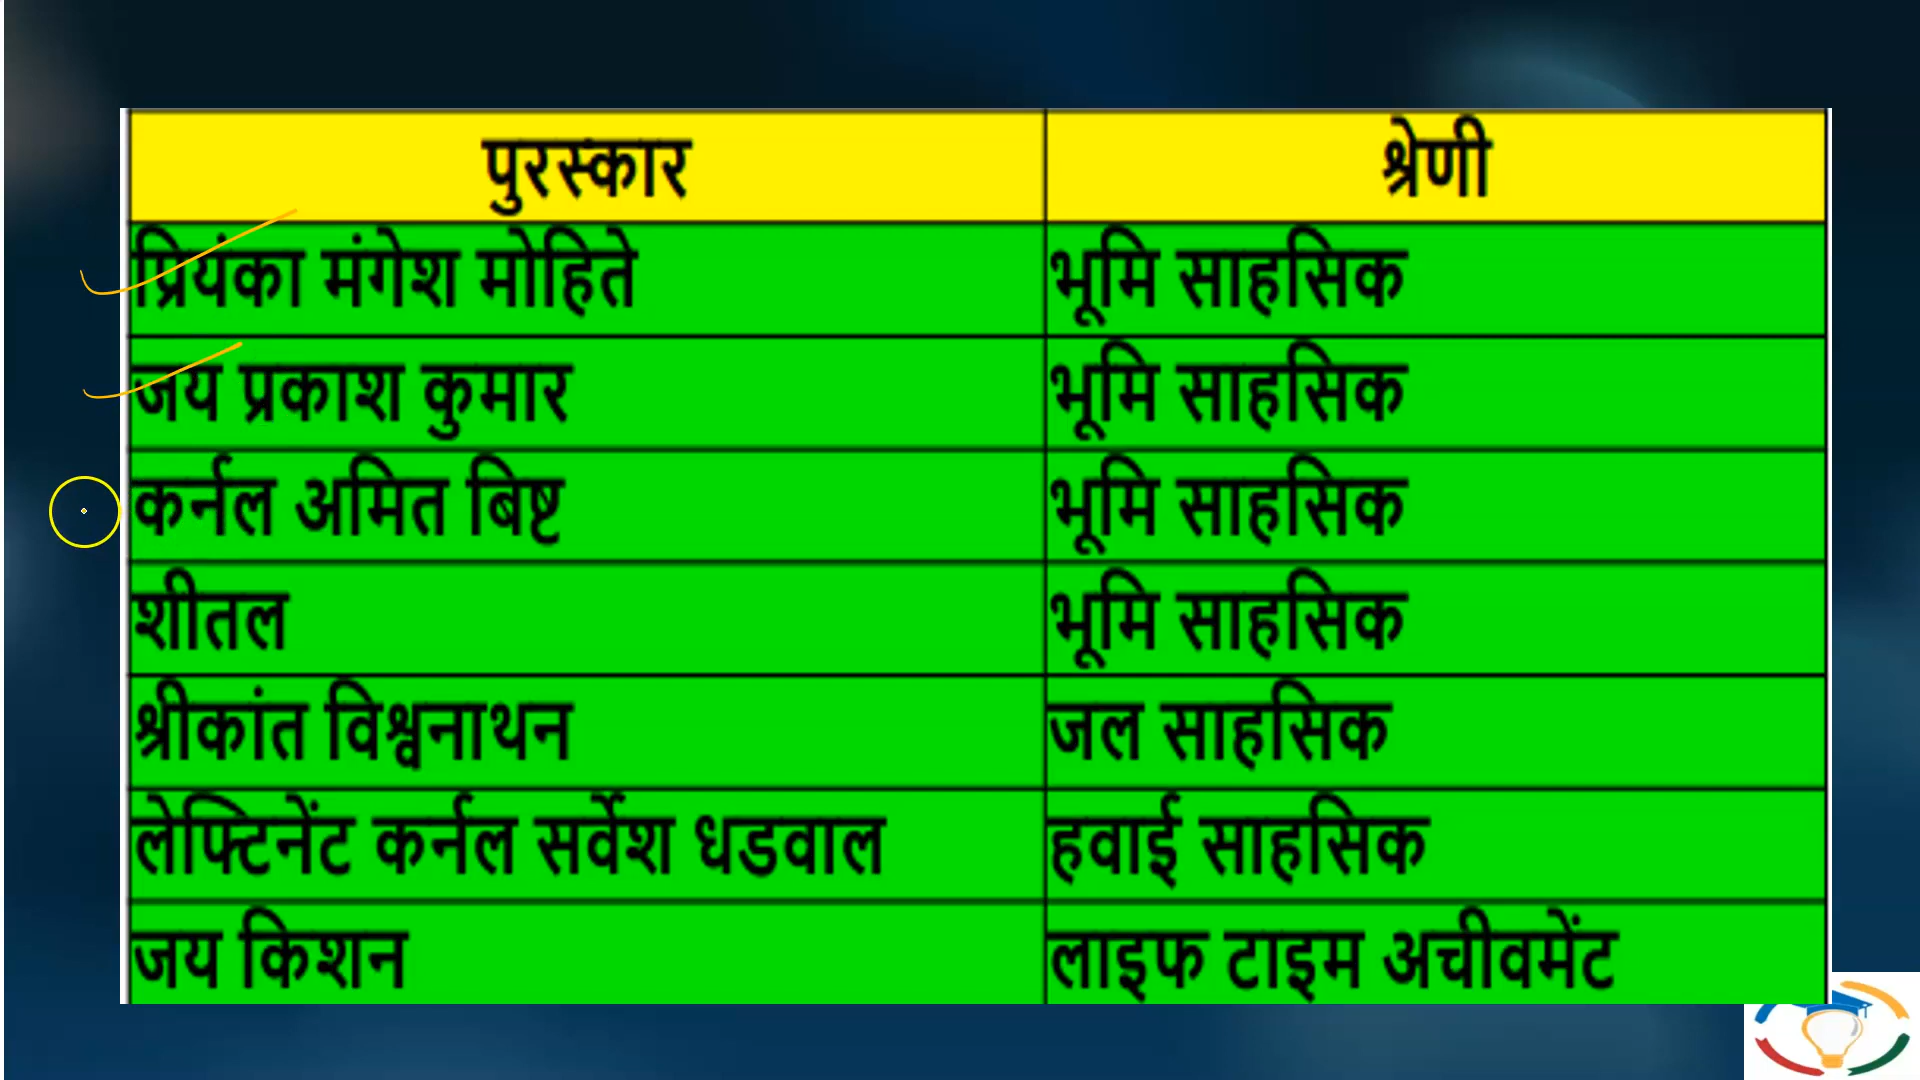 पुरस्कार श्रेणी
प्रियंका मंगेश मोहिते भूमि साहसिक
जय प्रकाश कुमार भूमि साहसिक
कर्नल अमित बिष्ट भूमि साहसिक
शीतल भूमि साहसिक
श्रीकांत विश्वनाथन जल साहसिक
लेफ्टिनेंट कर्नल सर्वेश धडवाल हवाई साहसिक
जय किशन लाइफ टाइम अचीवमेंट